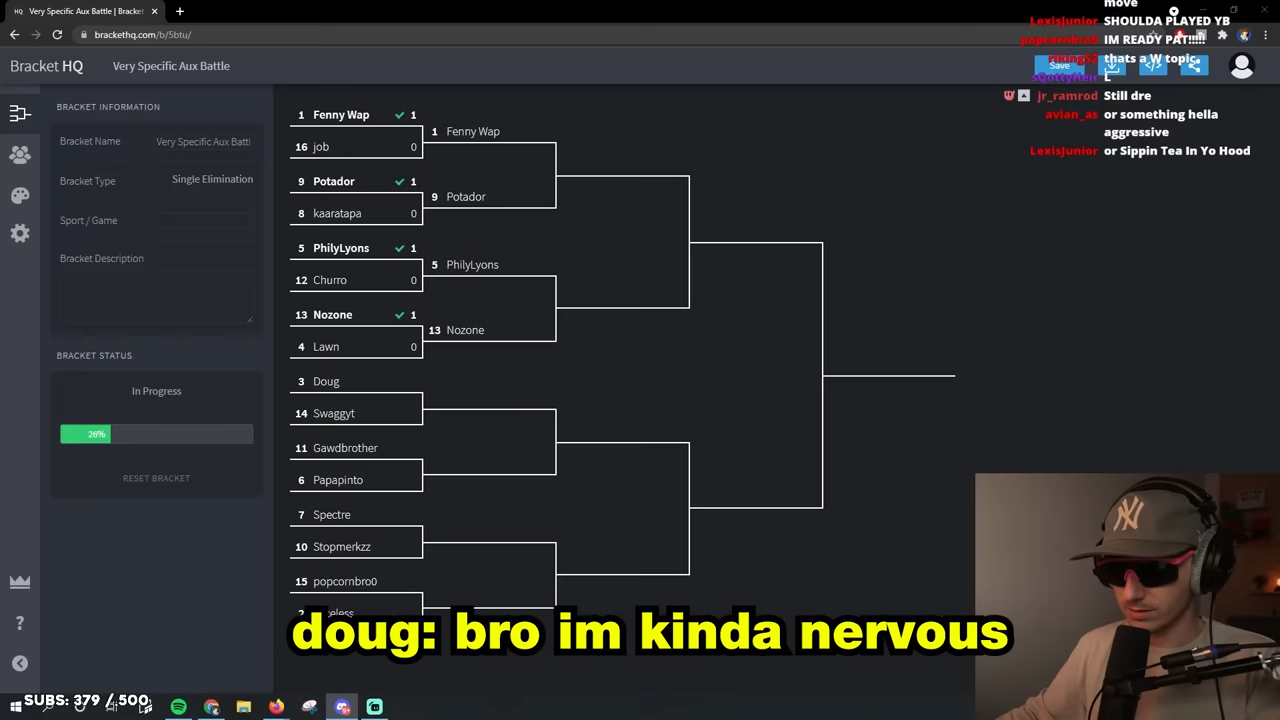 Very Specific Aux Battle | Bracket
brackethq.com/b/5btu/
Bracket HQ
Very Specific Aux Battle
Save
BRACKET INFORMATION
Bracket Name
Very Specific Aux Battl
Bracket Type
Single Elimination
Sport / Game
Bracket Description
BRACKET STATUS
In Progress
26%
RESET BRACKET
1 Fenny Wap 1
16 job 0
9 Potador 1
8 kaaratapa 0
5 PhilyLyons 1
12 Churro 0
13 Nozone 1
4 Lawn 0
3 Doug
14 Swaggyt
11 Gawdbrother
6 Papapinto
7 Spectre
10 Stopmerkzz
15 popcornbro0
1 Fenny Wap
9 Potador
5 PhilyLyons
13 Nozone
move
LexisJunior SHOULDA PLAYED YB
popcornbro0 IM READY PAT!!!!!
riking52 thats a W topic
sQottyHeir L
jr_ramrod Still dre
avian_as or something hella
aggressive
LexisJunior or Sippin Tea In Yo Hood
doug: bro im kinda nervous
SUBS: 379 / 500
NY